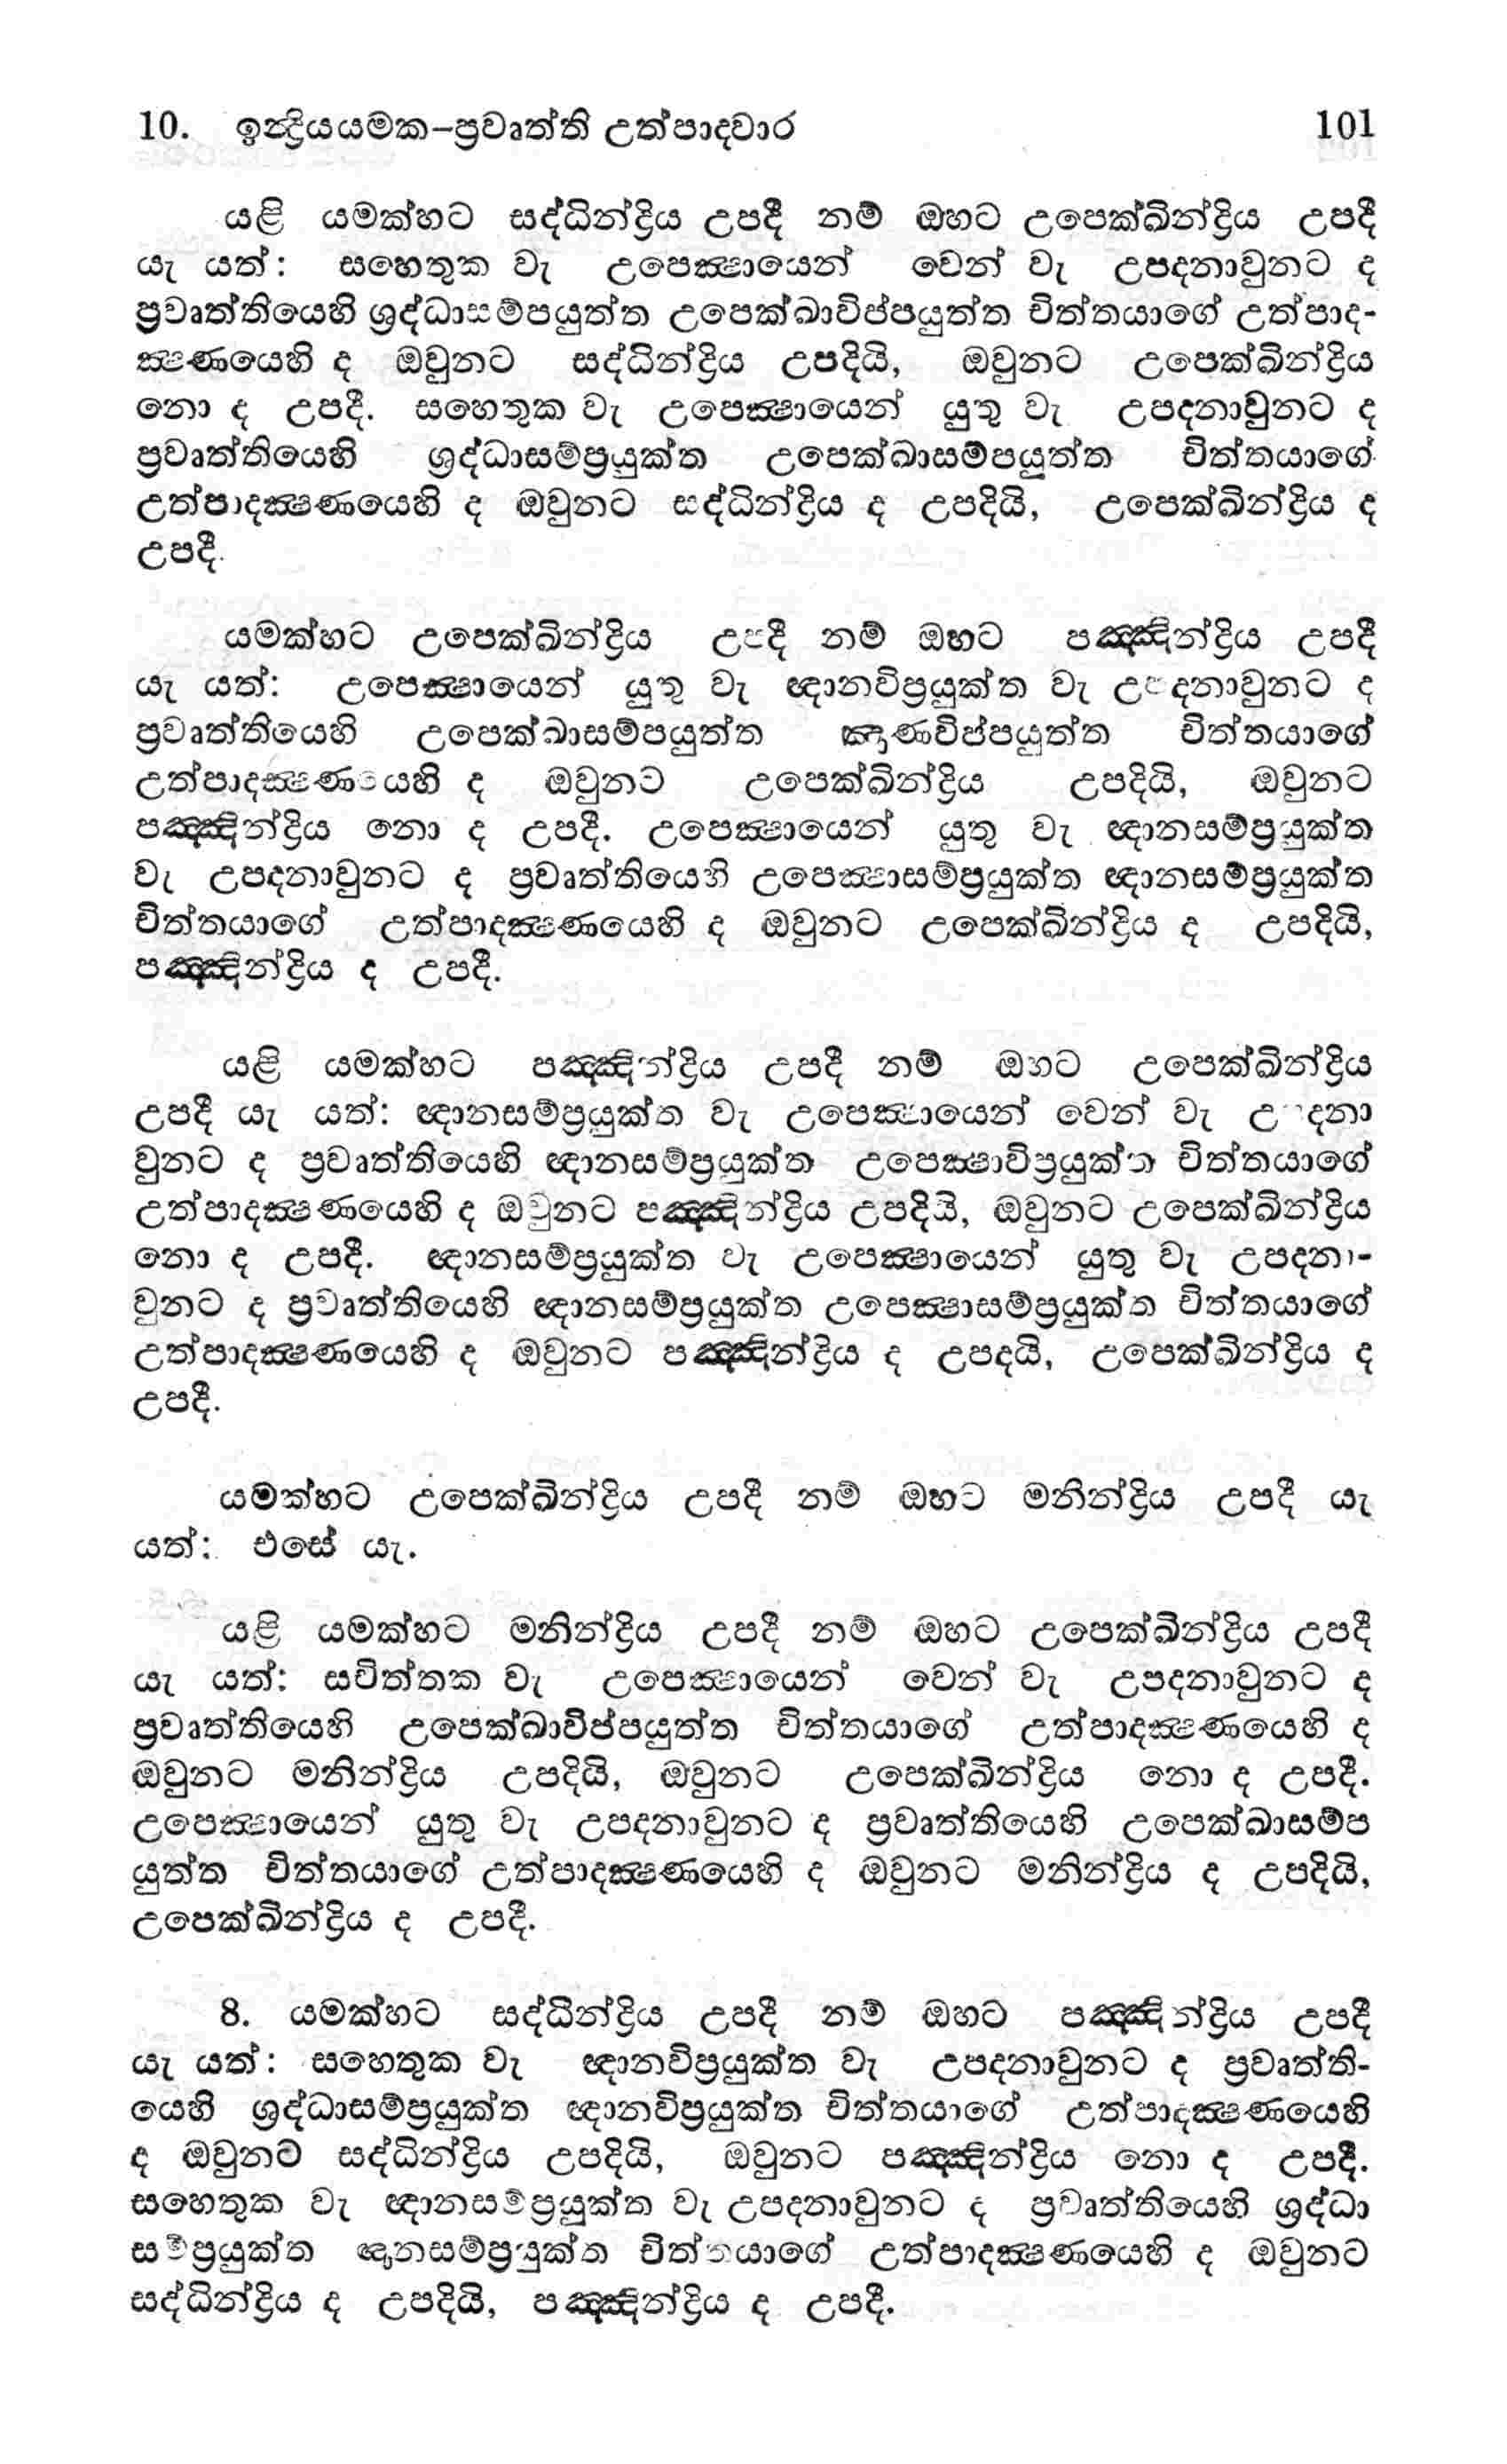 10. ඉන්ද්‍රියයමක-ප්‍රවෘත්ති උත්පාදවාර 101
යළි යමක්හට සද්ධින්ද්‍රිය උපදී නම් ඔහට උපෙක්ඛින්ද්‍රිය උපදී
යැ යත්: සහෙතුක වැ උපෙක්‍ෂායෙන් වෙන් වැ උපදනාවුනට ද
ප්‍රවෘත්තියෙහි ශ්‍රද්ධාසම්පයුත්ත උපෙක්ඛාවිප්පයුත්ත චිත්තයාගේ උත්පාද-
ක්‍ෂණයෙහි ද ඔවුනට සද්ධින්ද්‍රිය උපදියි, ඔවුනට උපෙක්ඛින්ද්‍රිය
නො ද උපදී. සහෙතුක වැ උපෙක්‍ෂායෙන් යුතු වැ උපදනාවුනට ද
ප්‍රවෘත්තියෙහි ශ්‍රද්ධාසම්ප්‍රයුක්ත උපෙක්ඛාසම්පයූත්ත චිත්තයාගේ
උත්පාදක්‍ෂණයෙහි ද ඔවුනට සද්ධින්ද්‍රිය ද උපදියි, උපෙක්ඛින්ද්‍රිය ද
උපදී.
යමක්හට උපෙක්ඛින්ද්‍රිය උපදී නම් ඔහට පඤ්ඤින්ද්‍රිය උපදී
යැ යත්: උපෙක්‍ෂායෙන් යුතු වැ ඥානවිප්‍රයුක්ත වැ උපදනාවුනට ද
ප්‍රවෘත්තියෙහි උපෙක්ඛාසම්පයුත්ත ඤාණවිප්පයුත්ත චිත්තයාගේ
උත්පාදක්‍ෂණයෙහි ද ඔවුනට උපෙක්ඛින්ද්‍රිය උපදියි, ඔවුනට
පඤ්ඤින්ද්‍රිය නො ද උපදී. උපෙක්‍ෂායෙන් යුතු වැ ඥානසම්ප්‍රයුක්ත
වැ උපදනාවුනට ද ප්‍රවෘත්තියෙහි උපෙක්‍ෂාසම්ප්‍රයුක්ත ඥානසම්ප්‍රයුක්ත
චිත්තයාගේ උත්පාදක්‍ෂණයෙහි ද ඔවුනට උපෙක්ඛින්ද්‍රිය ද උපදියි,
පඤ්ඤින්ද්‍රිය ද උපදී.
යළි යමක්හට පඤ්ඤින්ද්‍රිය උපදී නම් ඔහට උපෙක්ඛින්ද්‍රිය
උපදී යැ යත්: ඥානසම්ප්‍රයුක්ත වැ උපෙක්‍ෂායෙන් වෙන් වැ උපදනා
වුනට ද ප්‍රවෘත්තියෙහි ඥානසම්ප්‍රයුක්ත උපෙක්‍ෂාවිප්‍රයුක්ත චිත්තයාගේ
උත්පාදක්‍ෂණයෙහි ද ඔවුනට පඤ්ඤින්ද්‍රිය උපදියි, ඔවුනට උපෙක්ඛින්ද්‍රිය
නො ද උපදී. ඥානසම්ප්‍රයුක්ත වැ උපෙක්‍ෂායෙන් යුතු වැ උපදනා-
වුනට ද ප්‍රවෘත්තියෙහි ඥානසම්ප්‍රයුක්ත උපෙක්‍ෂාසම්ප්‍රයුක්ත චිත්තයාගේ
උත්පාදක්‍ෂණයෙහි ද ඔවුනට පඤ්ඤින්ද්‍රිය ද උපදයි, උපෙක්ඛින්ද්‍රිය ද
උපදී.
යමක්හට උපෙක්ඛින්ද්‍රිය උපදී නම් ඔහට මනින්ද්‍රිය උපදී යැ
යත්: එසේ යැ.
යළි යමක්හට මනින්ද්‍රිය උපදී නම් ඔහට උපෙක්ඛින්ද්‍රිය උපදී
යැ යත්: සචිත්තක වැ උපෙක්‍ෂායෙන් වෙන් වැ උපදනාවුනට ද
ප්‍රවෘත්තියෙහි උපෙක්ඛාවිප්පයුත්ත චිත්තයාගේ උත්පාදක්‍ෂණයෙහි ද
ඔවුනට මනින්ද්‍රිය උපදියි, ඔවුනට උපෙක්ඛින්ද්‍රිය නො ද උපදී.
උපෙක්‍ෂායෙන් යුතු වැ උපදනාවුනට ද ප්‍රවෘත්තියෙහි උපෙක්ඛාසම්ප
යුත්ත චිත්තයාගේ උත්පාදක්‍ෂණයෙහි ද ඔවුනට මනින්ද්‍රිය ද උපදියි,
උපෙක්ඛින්ද්‍රිය ද උපදී.
8. යමක්හට සද්ධින්ද්‍රිය උපදී නම් ඔහට පඤ්ඤින්ද්‍රිය උපදී
යැ යත්: සහෙතුක වැ ඥානවිප්‍රයුක්ත වැ උපදනාවුනට ද ප්‍රවෘත්ති-
යෙහි ශ්‍රද්ධාසම්ප්‍රයුක්ත ඥානවිප්‍රයුක්ත චිත්තයාගේ උත්පාදක්‍ෂණයෙහි
ද ඔවුනට සද්ධින්ද්‍රිය උපදියි, ඔවුනට පඤ්ඤින්ද්‍රිය නො ද උපදී.
සහෙතුක වැ ඥානසම්ප්‍රයුක්ත වැ උපදනාවුනට ද ප්‍රවෘත්තියෙහි ශ්‍රද්ධා
සම්ප්‍රයුක්ත ඥානසම්ප්‍රයුක්ත චිත්තයාගේ උත්පාදක්‍ෂණයෙහි ද ඔවුනට
සද්ධින්ද්‍රිය ද උපදියි, පඤ්ඤින්ද්‍රිය ද උපදී.